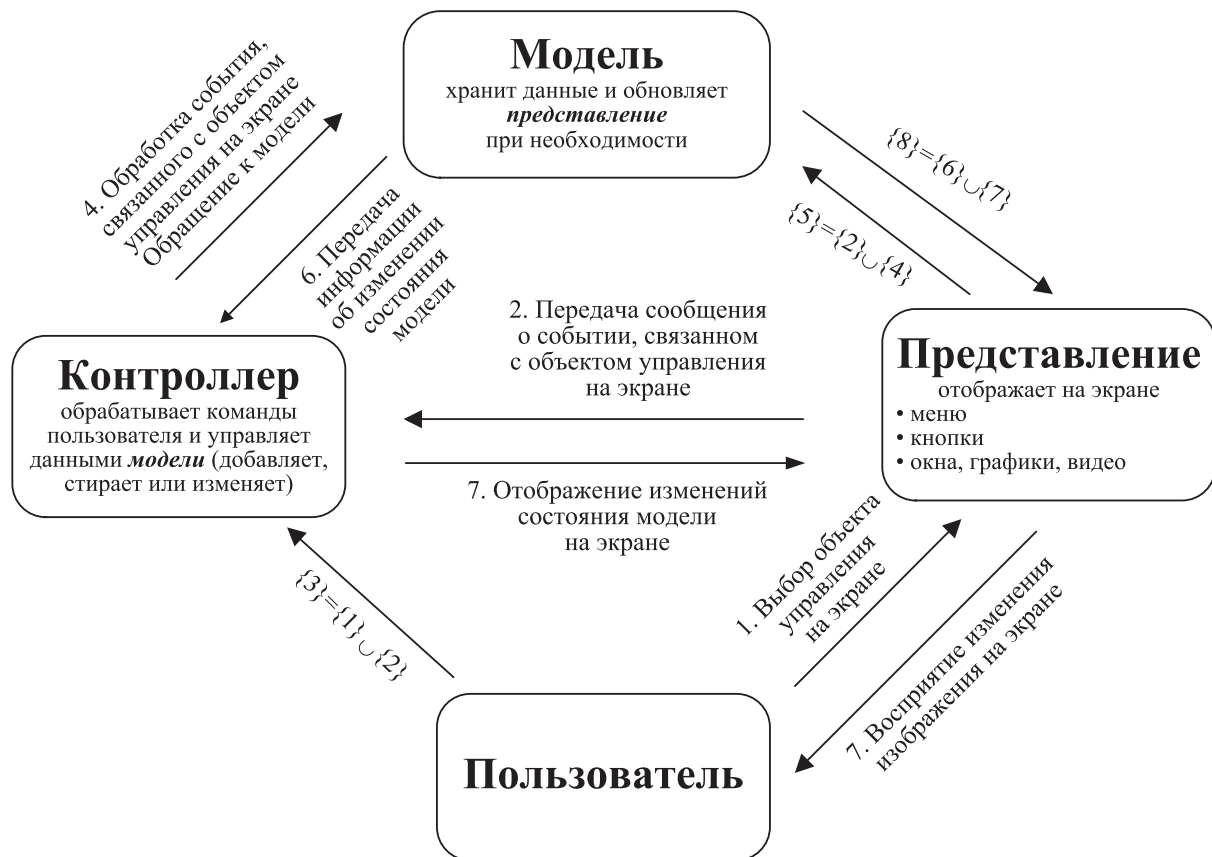 Модель
хранит данные и обновляет
представление
при необходимости
4. Обработка события,
связанного с объектом
управления на экране
Обращение к модели
6. Передача
информации
об изменении
состояния
модели
{8}={6}∪{7}
{5}={2}∪{4}
2. Передача сообщения
о событии, связанном
с объектом управления
на экране
Контроллер
обрабатывает команды
пользователя и управляет
данными модели (добавляет,
стирает или изменяет)
Представление
отображает на экране
• меню
• кнопки
• окна, графики, видео
7. Отображение изменений
состояния модели
на экране
{3}={1}∪{2}
1. Выбор объекта
управления
на экране
7. Восприятие изменения
изображения на экране
Пользователь